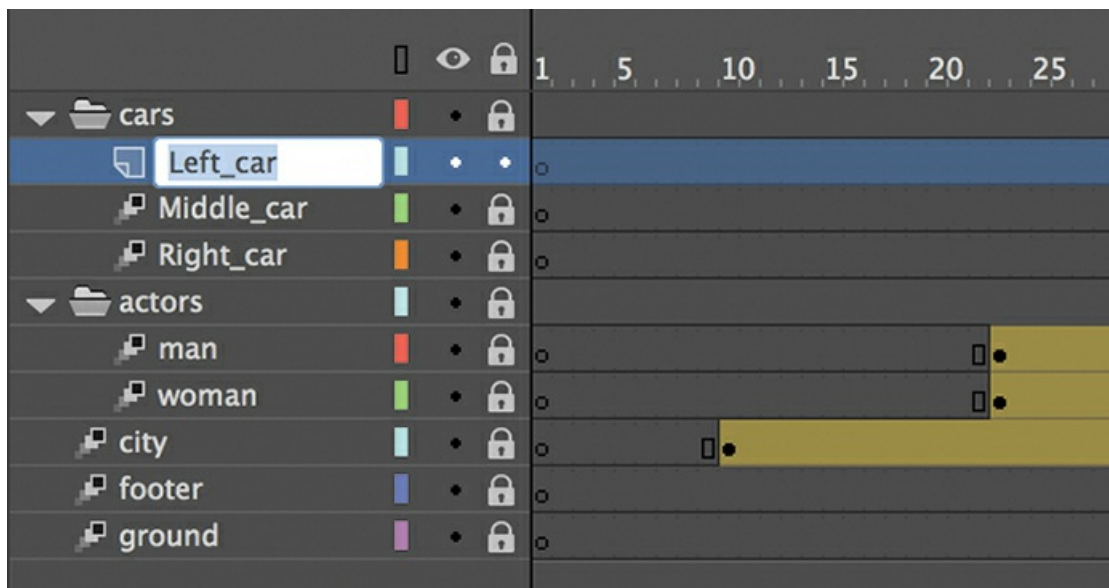 1 5 10 15 20 25
cars
Left_car
Middle_car
Right_car
actors
man
woman
city
footer
ground